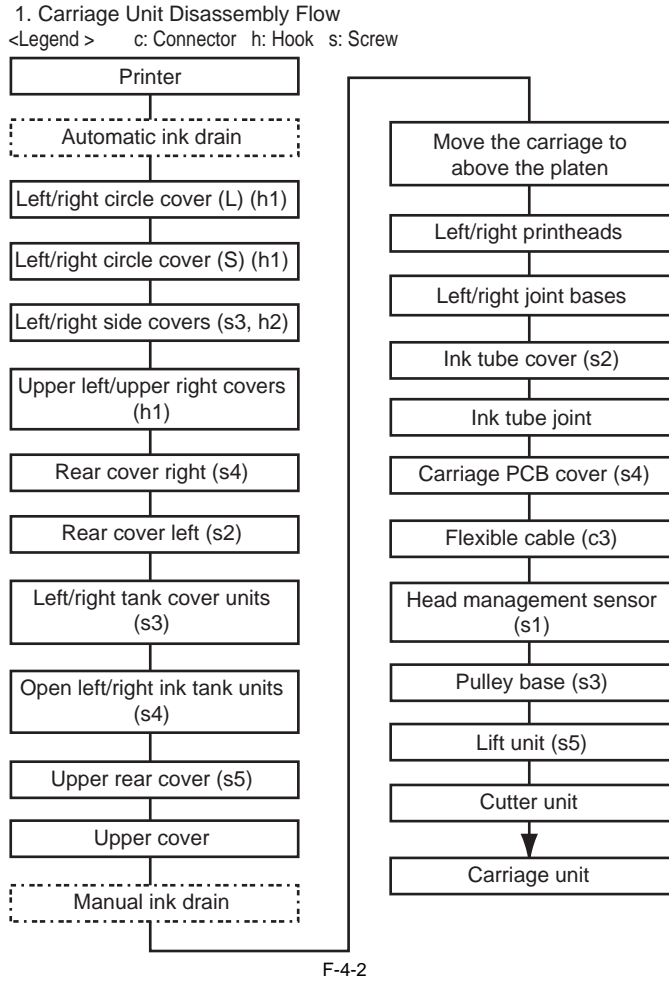 1. Carriage Unit Disassembly Flow
<Legend > c: Connector h: Hook s: Screw
Printer
Automatic ink drain
Left/right circle cover (L) (h1)
Left/right circle cover (S) (h1)
Left/right side covers (s3, h2)
Upper left/upper right covers
(h1)
Rear cover right (s4)
Rear cover left (s2)
Left/right tank cover units
(s3)
Open left/right ink tank units
(s4)
Upper rear cover (s5)
Upper cover
Manual ink drain
Move the carriage to
above the platen
Left/right printheads
Left/right joint bases
Ink tube cover (s2)
Ink tube joint
Carriage PCB cover (s4)
Flexible cable (c3)
Head management sensor
(s1)
Pulley base (s3)
Lift unit (s5)
Cutter unit
Carriage unit
F-4-2